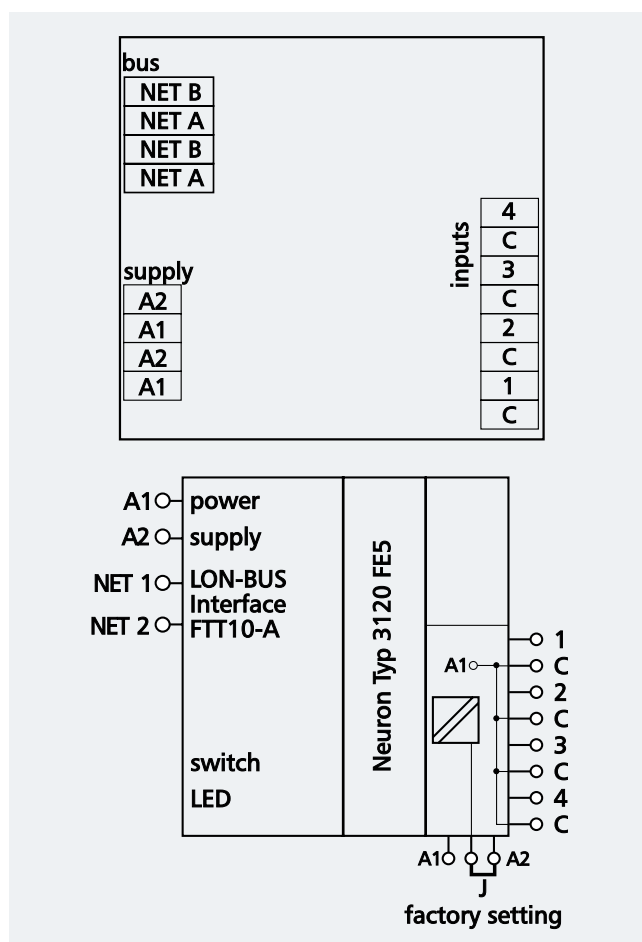 bus
NET B
NET A
NET B
NET A
4
C
3
C
2
C
1
C
inputs
supply
A2
A1
A2
A1
A1 power
A2 supply
NET 1 LON-BUS
Interface
NET 2 FTT10-A
switch
LED
Neuron Typ 3120 FE5
A1
1
C
2
C
3
C
4
C
A1 A2
J
factory setting